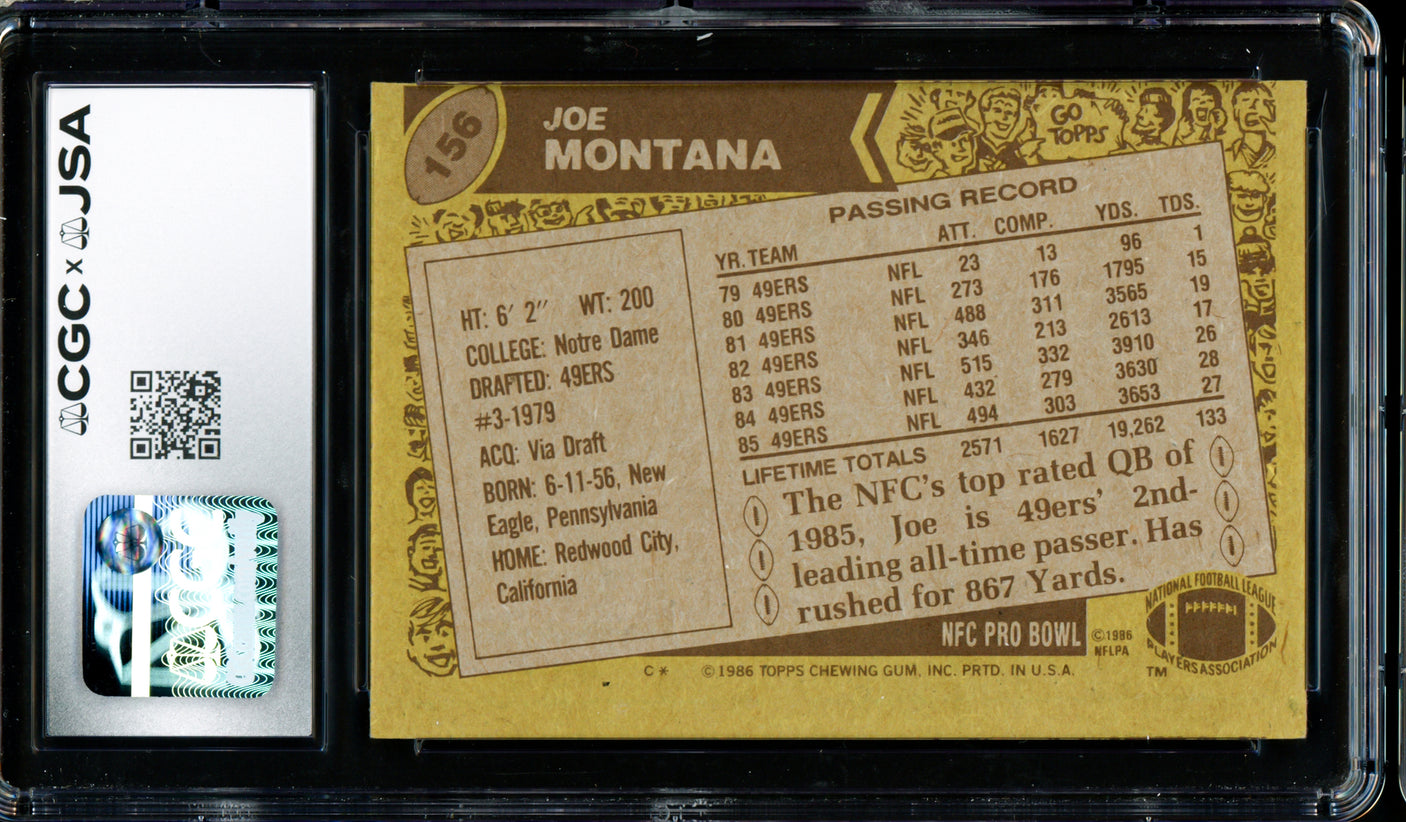 CGC x JSA
156
JOE
MONTANA
GO
TOPPS
PASSING RECORD
YR. TEAM ATT. COMP. YDS. TDS.
79 49ERS NFL 23 13 96 1
80 49ERS NFL 273 176 1795 15
81 49ERS NFL 488 311 3565 19
82 49ERS NFL 346 213 2613 17
83 49ERS NFL 515 332 3910 26
84 49ERS NFL 432 279 3630 28
85 49ERS NFL 494 303 3653 27
LIFETIME TOTALS 2571 1627 19,262 133
HT: 6′ 2″ WT: 200
COLLEGE: Notre Dame
DRAFTED: 49ERS
#3-1979
ACQ: Via Draft
BORN: 6-11-56, New
Eagle, Pennsylvania
HOME: Redwood City,
California
The NFC's top rated QB of
1985, Joe is 49ers' 2nd-
leading all-time passer. Has
rushed for 867 Yards.
NFC PRO BOWL
©1986
NFLPA
NATIONAL FOOTBALL LEAGUE
PLAYERS ASSOCIATION
TM
C* ©1986 TOPPS CHEWING GUM, INC. PRTD. IN U.S.A.